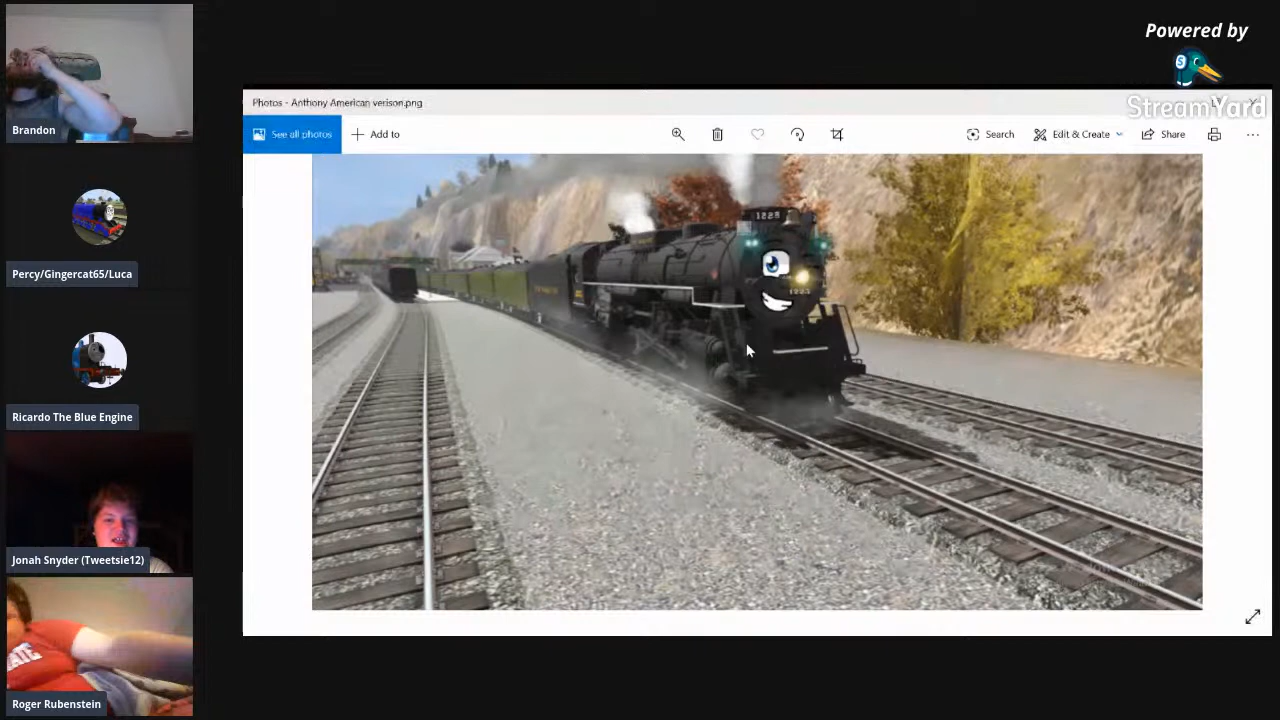 Powered by
StreamYard
Photos - Anthony American verison.png
See all photos
Add to
Search
Edit & Create
Share
1225
Brandon
Percy/Gingercat65/Luca
Ricardo The Blue Engine
Jonah Snyder (Tweetsie12)
Roger Rubenstein